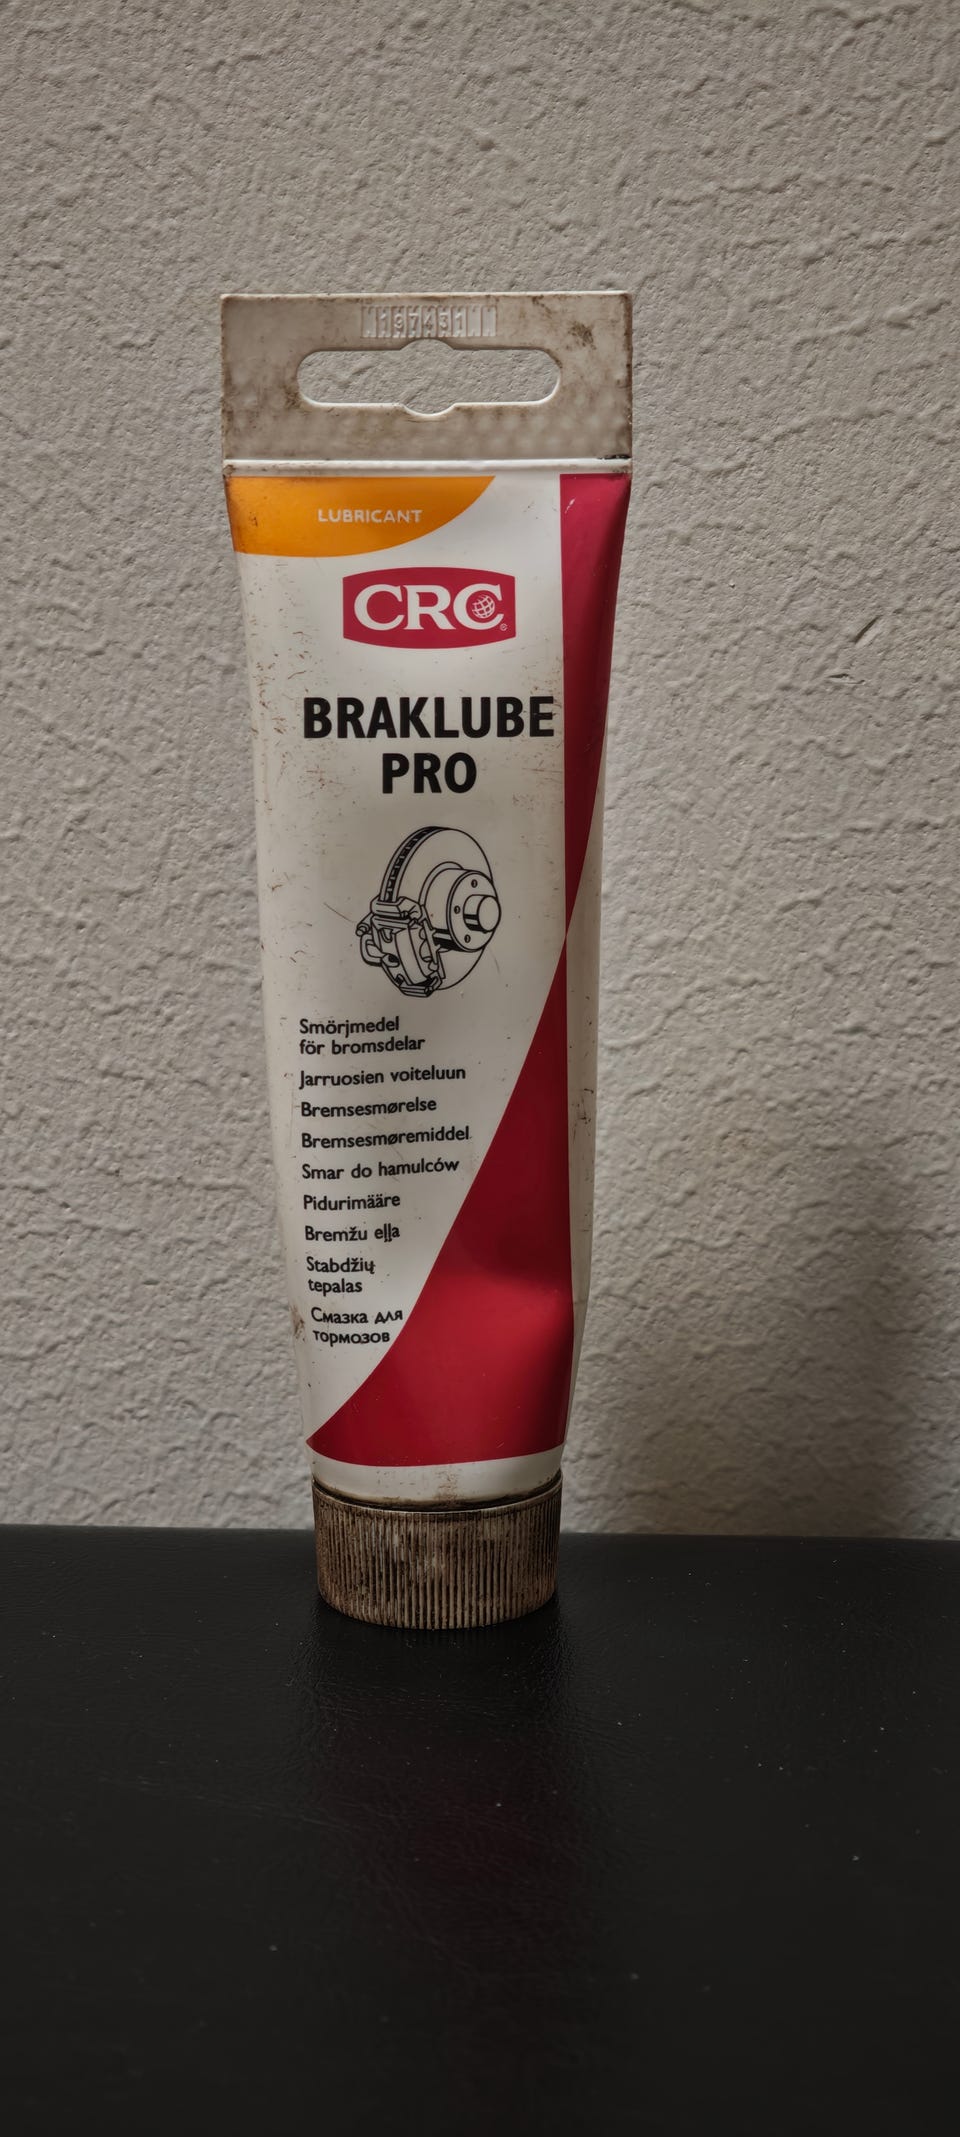 197431
LUBRICANT
CRC®
BRAKLUBE
PRO
Smörjmedel
för bromsdelar
Jarruosien voiteluun
Bremsesmørelse
Bremsesmøremiddel
Smar do hamulców
Pidurimääre
Bremžu eļļa
Stabdžių
tepalas
Смазка для
тормозов